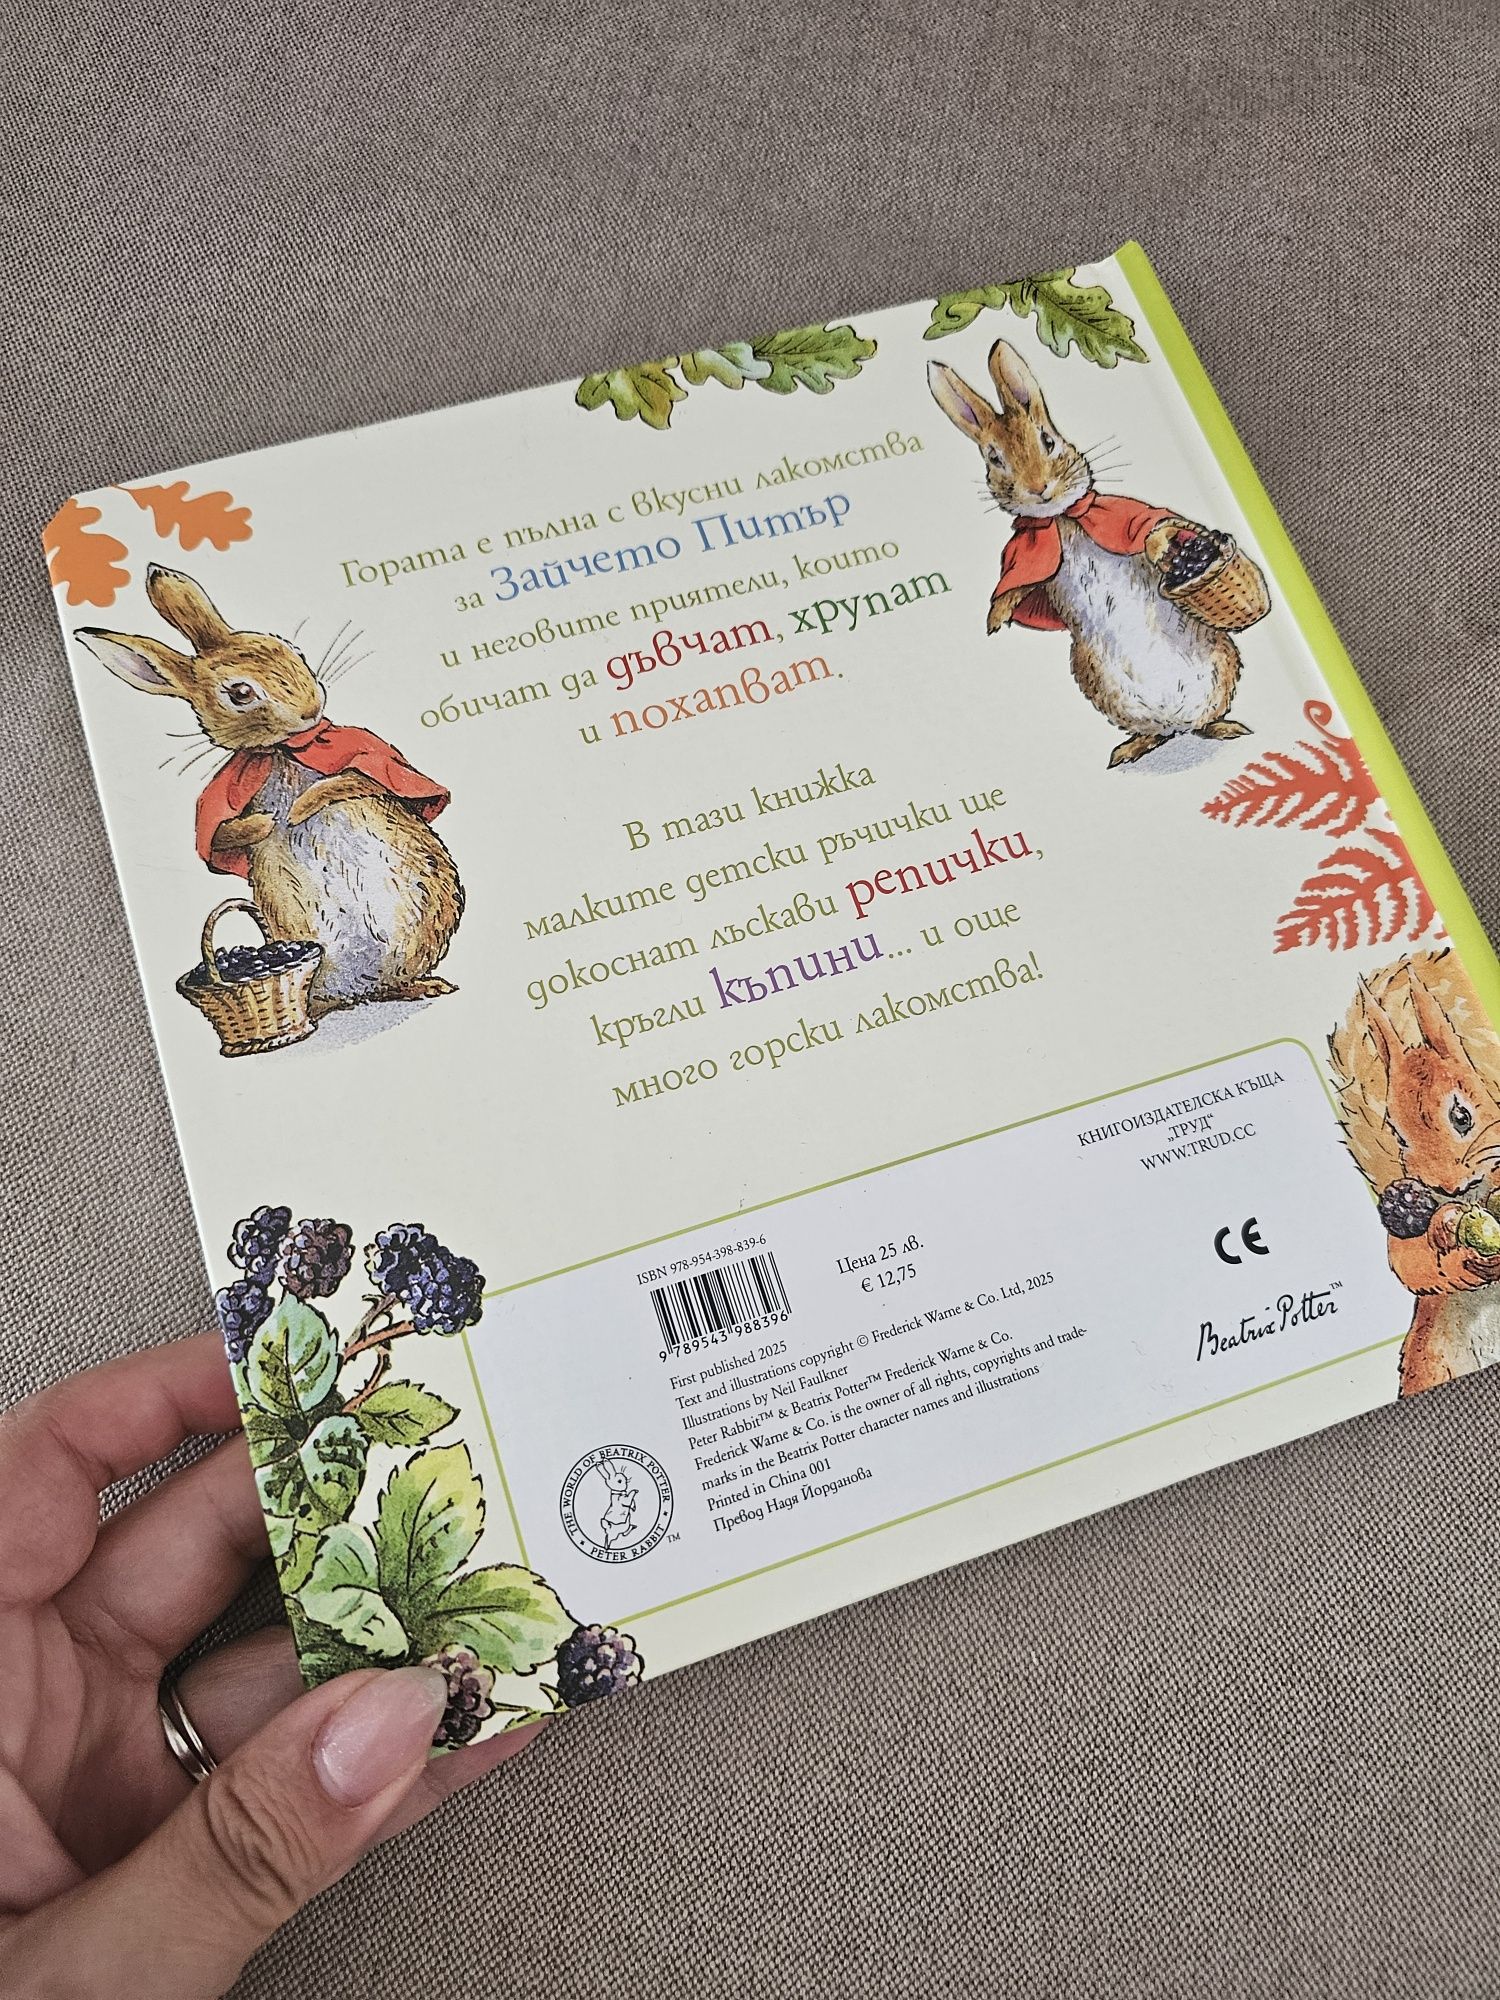 Гората е пълна с вкусни лакомства
за Зайчето Питър
и неговите приятели, които
обичат да дъвчат, хрупат
и похапват.
В тази книжка
малките детски ръчички ще
докоснат лъскави репички,
кръгли къпини... и още
много горски лакомства!
КНИГОИЗДАТЕЛСКА КЪЩА
„ТРУД“
WWW.TRUD.CC
ISBN 978-954-398-839-6
9 789543 988396
Цена 25 лв.
€ 12,75
CE
Beatrix Potter™
First published 2025
Text and illustrations copyright © Frederick Warne & Co. Ltd, 2025
Illustrations by Neil Faulkner
Peter Rabbit™ & Beatrix Potter™ Frederick Warne & Co.
Frederick Warne & Co. is the owner of all rights, copyrights and trade-
marks in the Beatrix Potter character names and illustrations
Printed in China 001
Превод Надя Йорданова
THE WORLD OF BEATRIX POTTER
PETER RABBIT ™